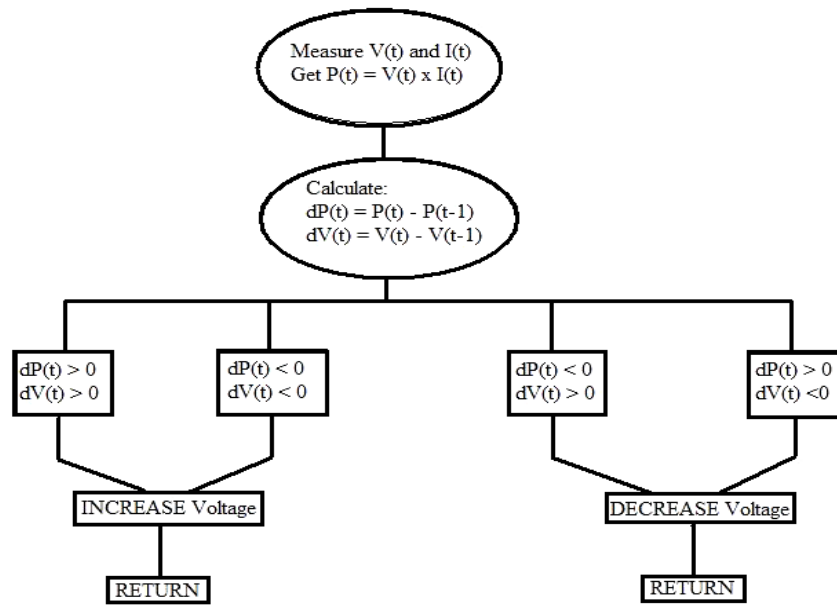 Measure V(t) and I(t)
Get P(t) = V(t) x I(t)
Calculate:
dP(t) = P(t) - P(t-1)
dV(t) = V(t) - V(t-1)
dP(t) > 0
dV(t) > 0
dP(t) < 0
dV(t) < 0
dP(t) < 0
dV(t) > 0
dP(t) > 0
dV(t) <0
INCREASE Voltage
DECREASE Voltage
RETURN
RETURN